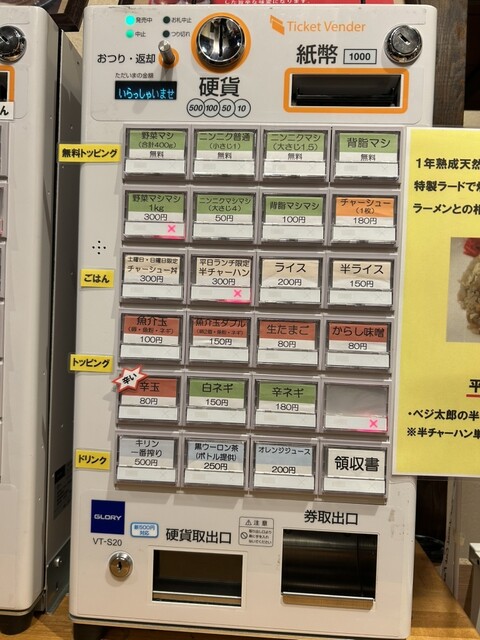 発売中
お札中止
中止
つり切れ
Ticket Vender
おつり・返却
硬貨
紙幣
1000
ただいまの金額
いらっしゃいませ
500 100 50 10
無料トッピング
野菜マシ
(合計400g)
無料
ニンニク普通
(小さじ1)
無料
ニンニクマシ
(大さじ1.5)
無料
背脂マシ
無料
野菜マシマシ
1kg
300円
ニンニクマシマシ
(大さじ4)
50円
背脂マシマシ
100円
チャーシュー
(1枚)
180円
ごはん
土曜日・日曜日限定
チャーシュー丼
300円
平日ランチ限定
半チャーハン
300円
ライス
200円
半ライス
150円
トッピング
魚介玉
100円
魚介玉ダブル
150円
生たまご
80円
からし味噌
80円
辛い
辛玉
80円
白ネギ
150円
辛ネギ
180円
ドリンク
キリン
一番搾り
500円
黒ウーロン茶
(ボトル提供)
250円
オレンジジュース
200円
領収書
GLORY
VT-S20
新500円
対応
硬貨取出口
注意
券取出口
1年熟成天然
特製ラードで炊
ラーメンとの相
平
・ベジ太郎の半
※半チャーハン単
ん